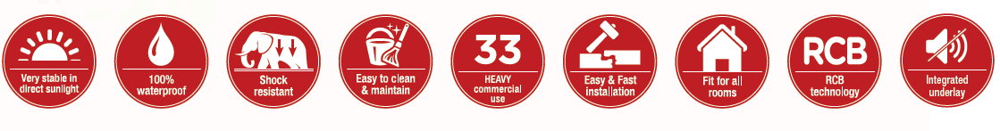 Very stable in
direct sunlight
100%
waterproof
Shock
resistant
Easy to clean
& maintain
33
HEAVY
commercial
use
Easy & Fast
installation
Fit for all
rooms
RCB
RCB
technology
Integrated
underlay